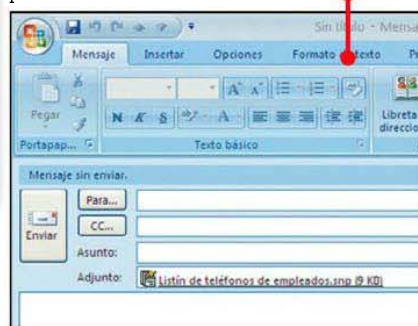 Sin título - Mensa
Mensaje Insertar Opciones Formato texto
Pegar
N K S A
Libreta
direccio
Portapap... Texto básico
Mensaje sin enviar.
Enviar
Para...
CC...
Asunto:
Adjunto: Listín de teléfonos de empleados.snp (9 KB)